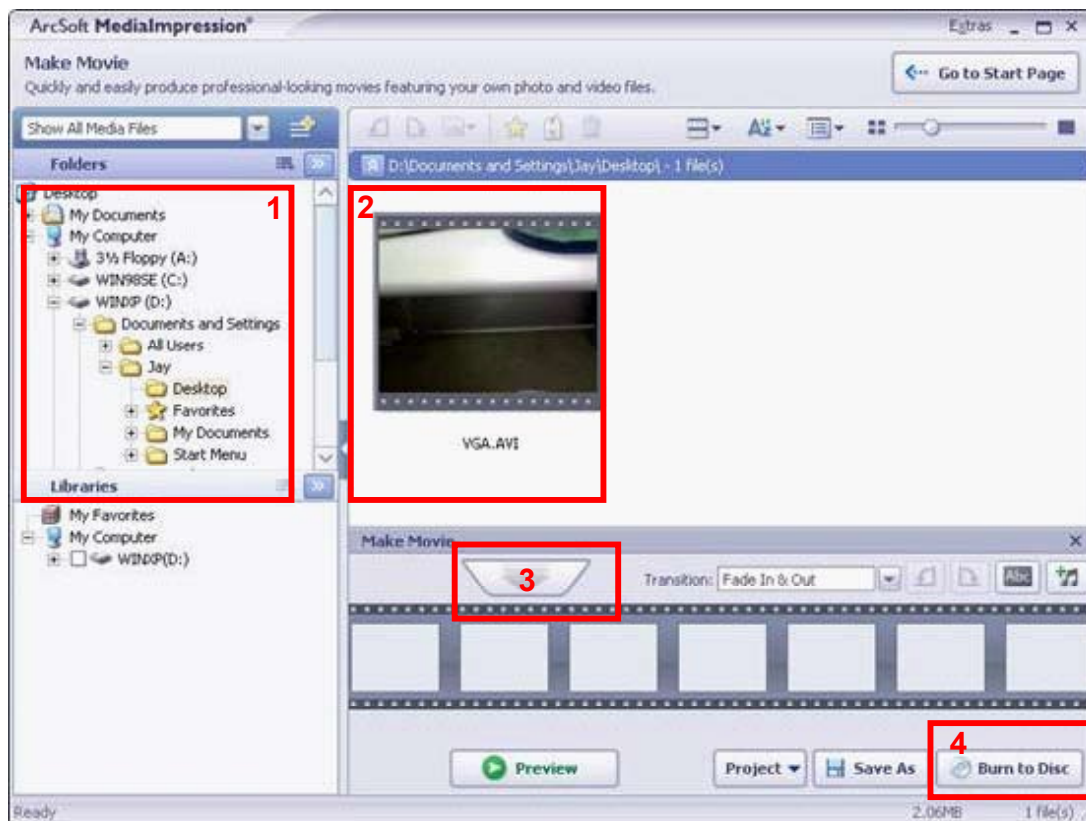 ArcSoft MediaImpression®
Extras
Make Movie
Quickly and easily produce professional-looking movies featuring your own photo and video files.
Go to Start Page
Show All Media Files
Folders
D:\Documents and Settings\Jay\Desktop\ - 1 file(s)
Desktop
1
My Documents
My Computer
3½ Floppy (A:)
WIN98SE (C:)
WINXP (D:)
Documents and Settings
All Users
Jay
Desktop
Favorites
My Documents
Start Menu
2
VGA.AVI
Libraries
My Favorites
My Computer
WINXP(D:)
Make Movie
3
Transition: Fade In & Out
Abc
4
Preview
Project
Save As
Burn to Disc
Ready
2.06MB
1 file(s)